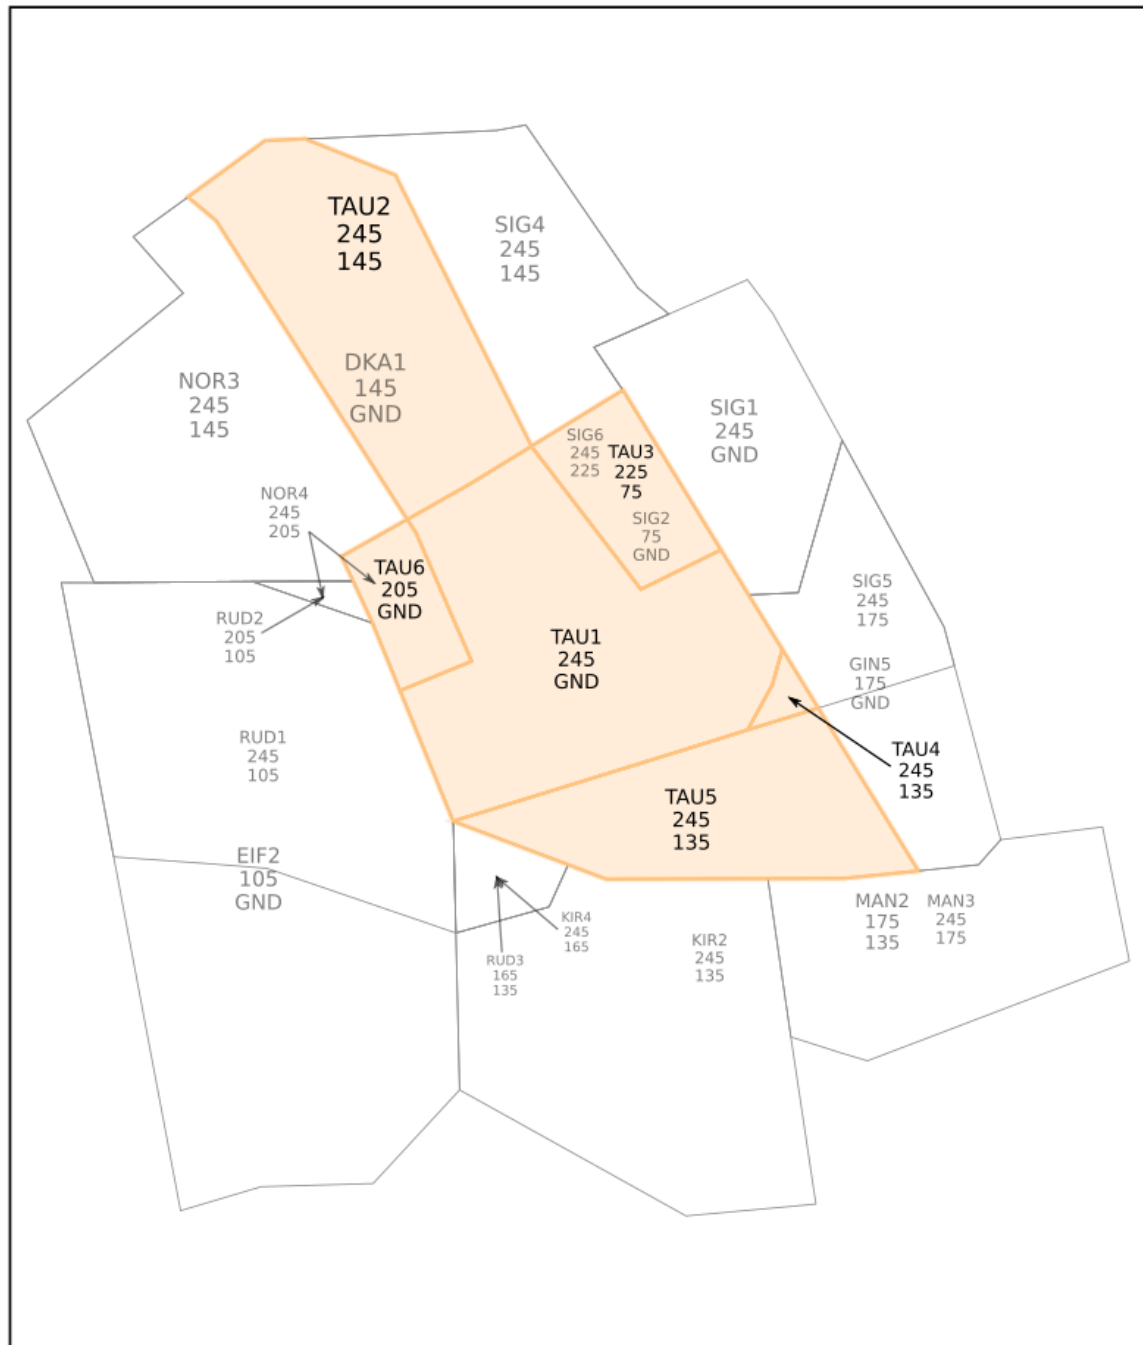 TAU2
245
145
SIG4
245
145
DKA1
145
GND
NOR3
245
145
SIG1
245
GND
SIG6
245
225
TAU3
225
75
NOR4
245
205
SIG2
75
GND
TAU6
205
GND
SIG5
245
175
RUD2
205
105
TAU1
245
GND
GIN5
175
GND
RUD1
245
105
TAU4
245
135
TAU5
245
135
EIF2
105
GND
MAN2
175
135
MAN3
245
175
KIR4
245
165
KIR2
245
135
RUD3
165
135